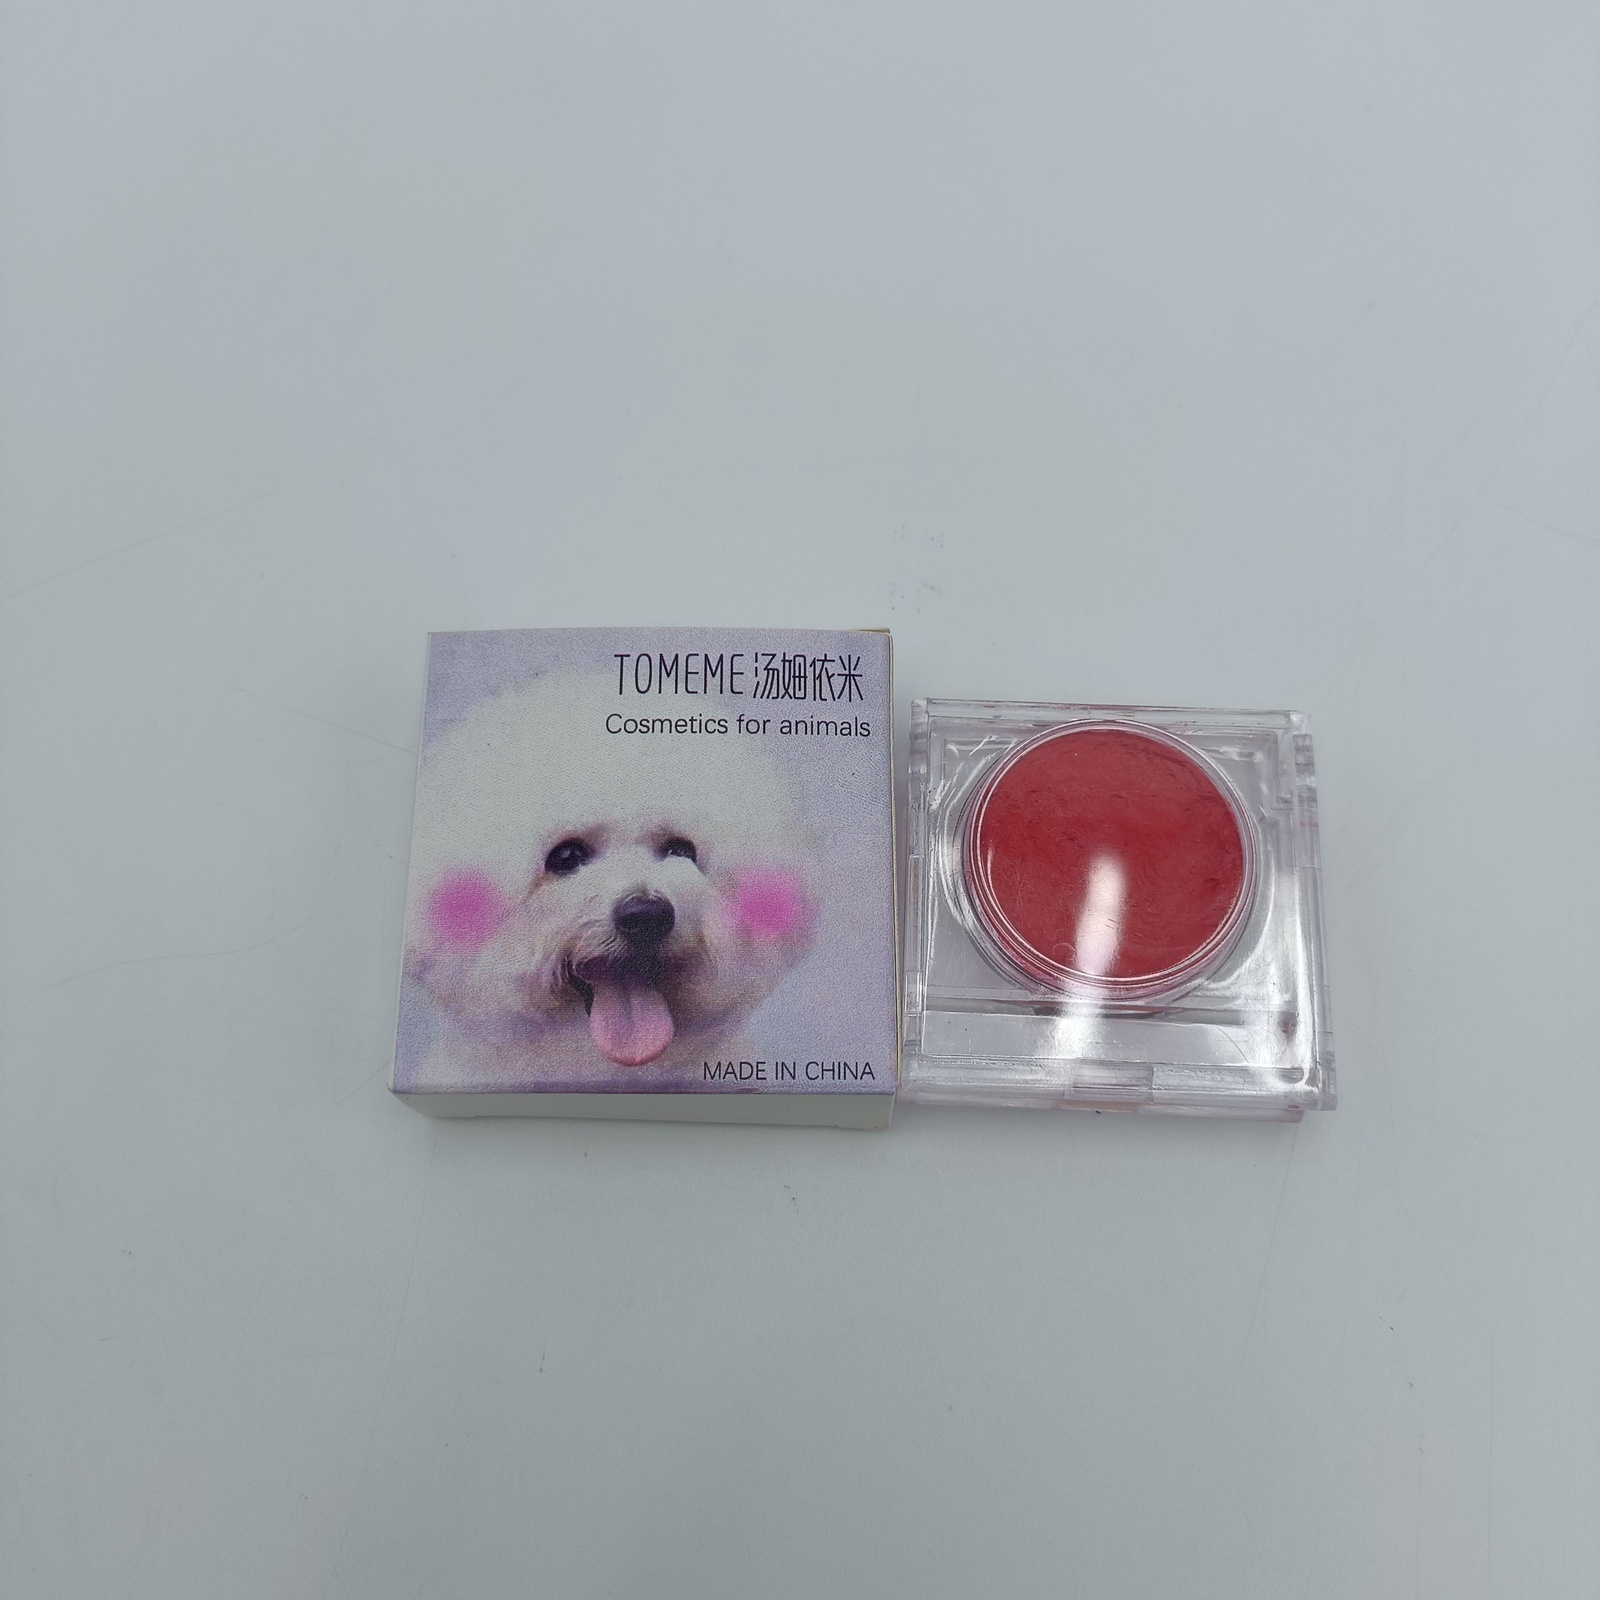 TOMEME 汤姆依米
Cosmetics for animals
MADE IN CHINA